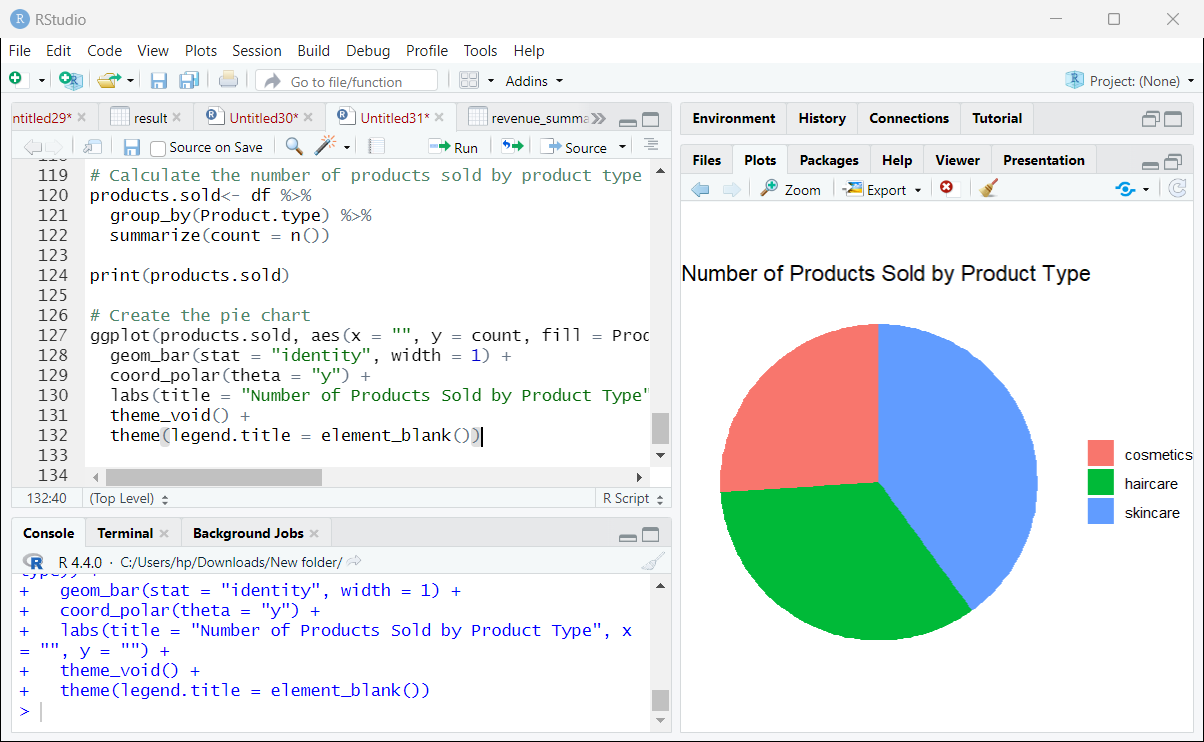 RStudio
File Edit Code View Plots Session Build Debug Profile Tools Help
Go to file/function Addins Project: (None)
ntitled29* result Untitled30* Untitled31* revenue_summa
Source on Save Run Source
119 # Calculate the number of products sold by product type
120 products.sold<- df %>%
121 group_by(Product.type) %>%
122 summarize(count = n())
123
124 print(products.sold)
125
126 # Create the pie chart
127 ggplot(products.sold, aes(x = "", y = count, fill = Prod
128 geom_bar(stat = "identity", width = 1) +
129 coord_polar(theta = "y") +
130 labs(title = "Number of Products Sold by Product Type"
131 theme_void() +
132 theme(legend.title = element_blank())
133
134
132:40 (Top Level) R Script
Console Terminal Background Jobs
R 4.4.0 · C:/Users/hp/Downloads/New folder/
+ geom_bar(stat = "identity", width = 1) +
+ coord_polar(theta = "y") +
+ labs(title = "Number of Products Sold by Product Type", x
= "", y = "") +
+ theme_void() +
+ theme(legend.title = element_blank())
>
Environment History Connections Tutorial
Files Plots Packages Help Viewer Presentation
Zoom Export
Number of Products Sold by Product Type
cosmetics
haircare
skincare